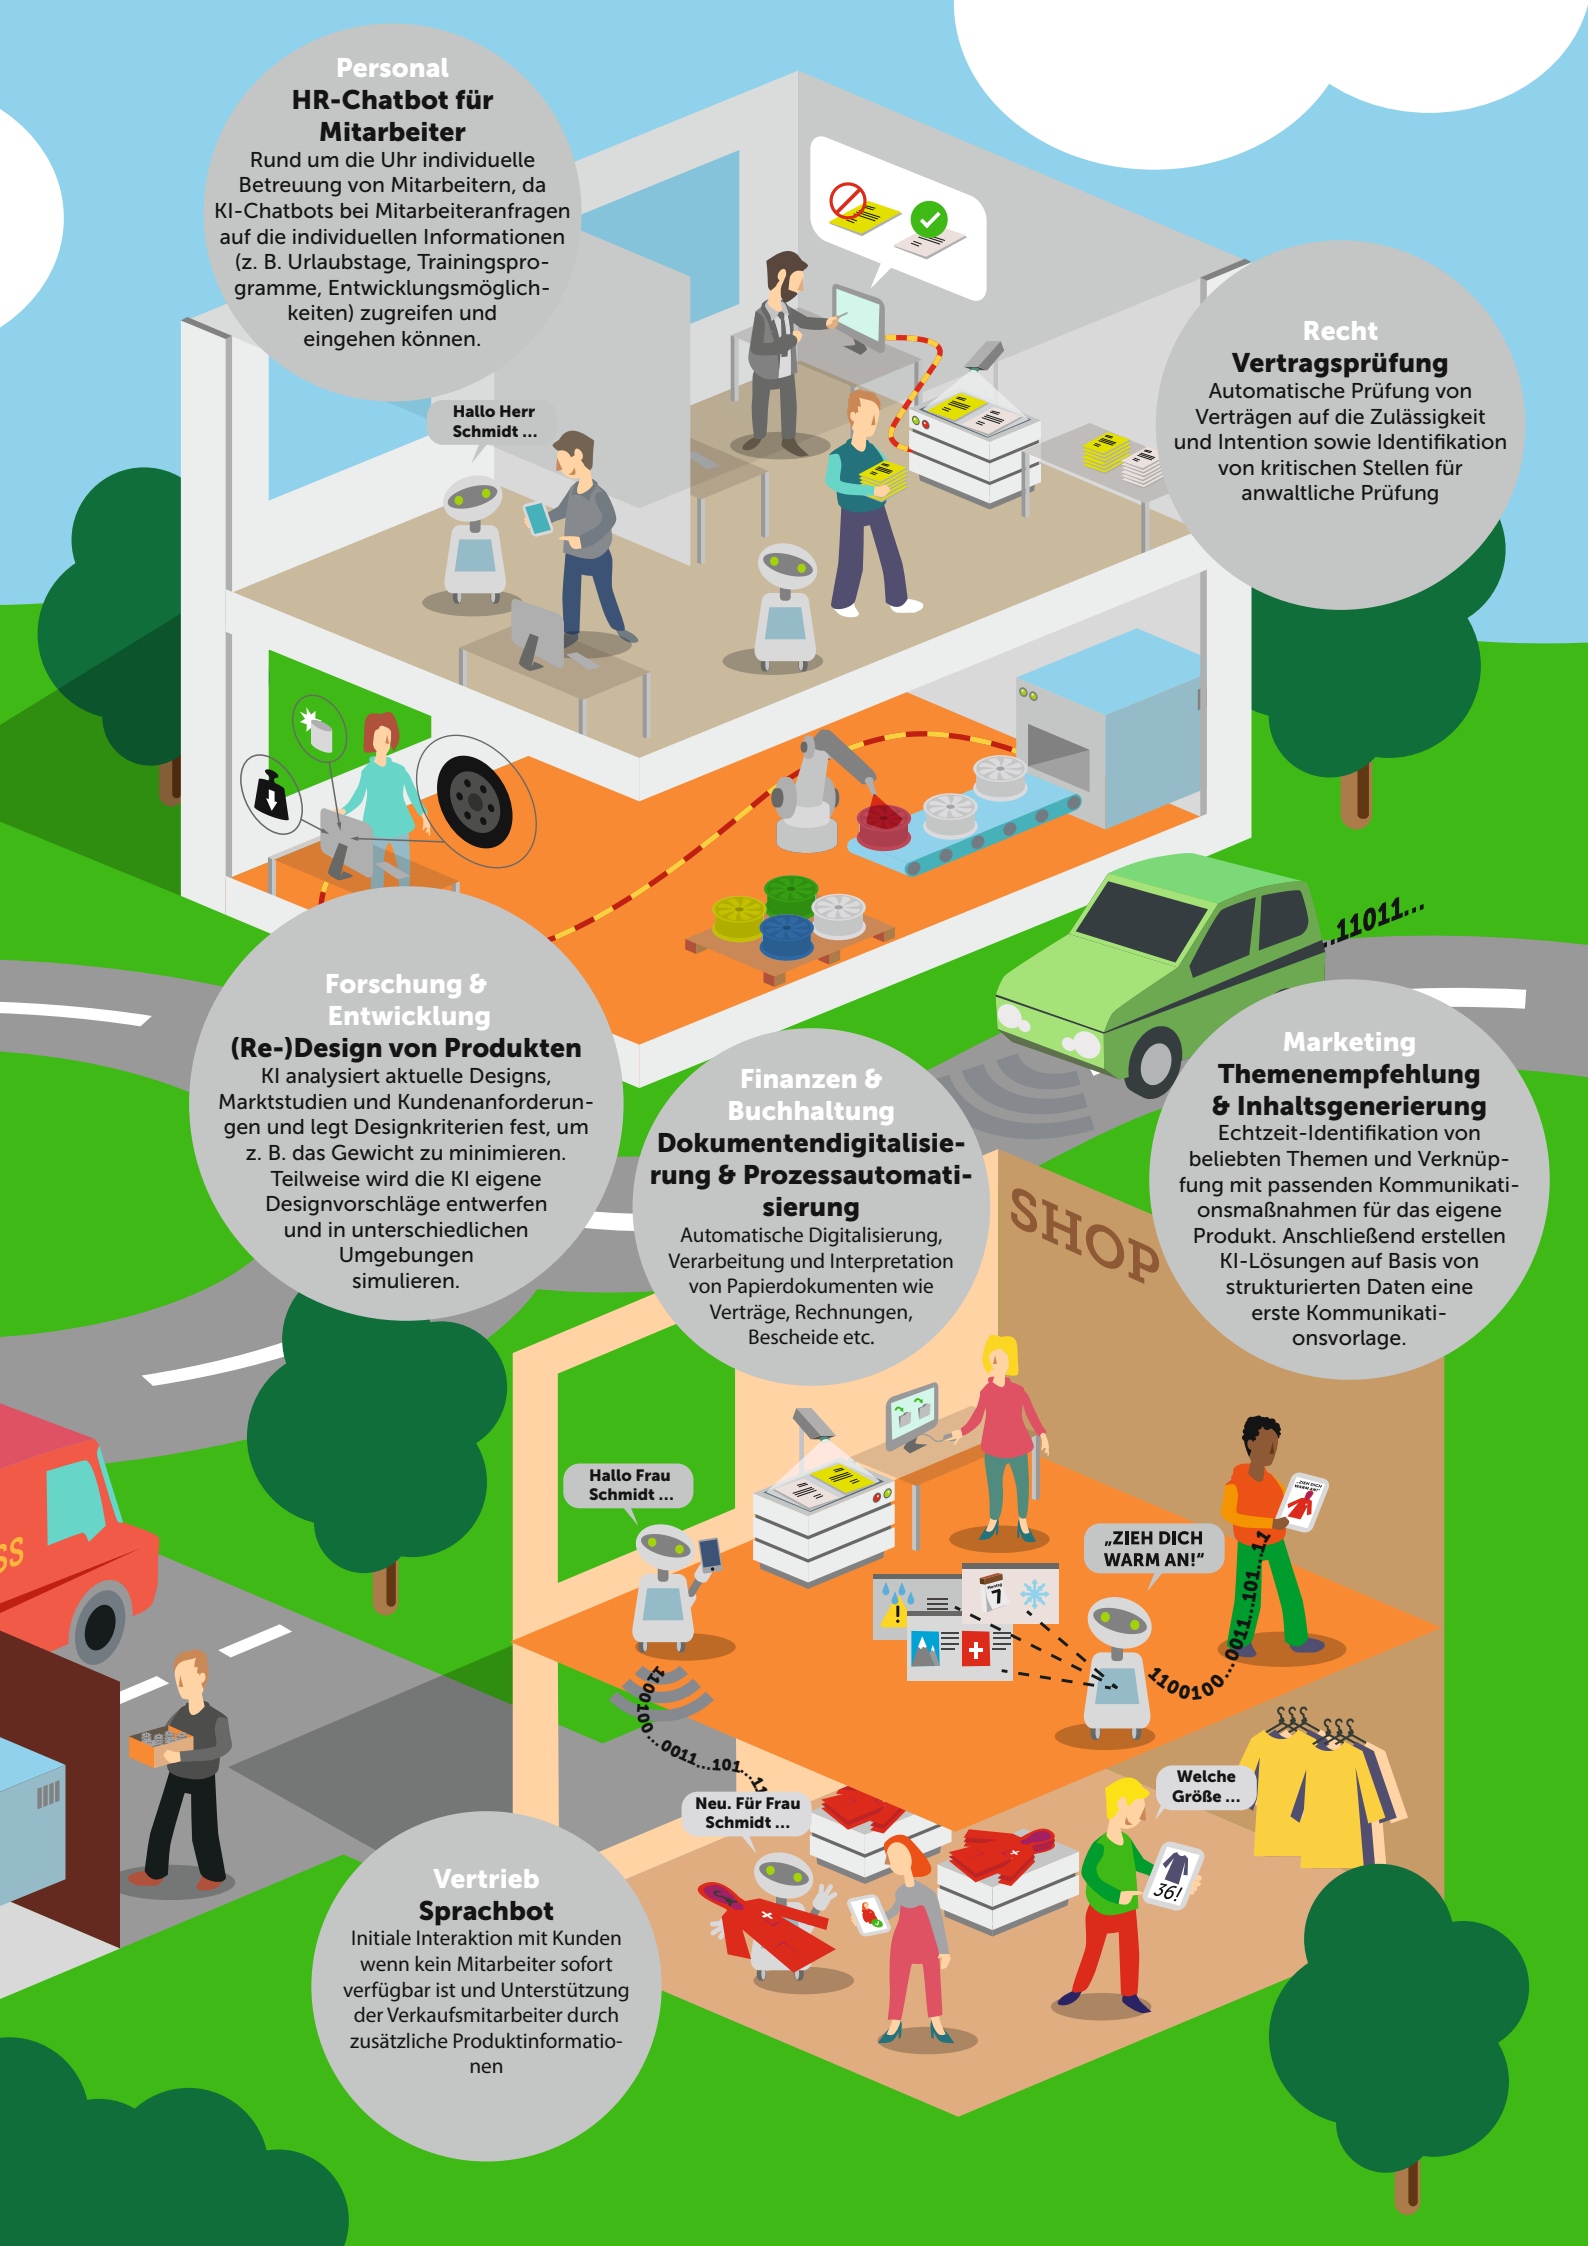 Personal
HR-Chatbot für
Mitarbeiter
Rund um die Uhr individuelle
Betreuung von Mitarbeitern, da
KI-Chatbots bei Mitarbeiteranfragen
auf die individuellen Informationen
(z. B. Urlaubstage, Trainingspro-
gramme, Entwicklungsmöglich-
keiten) zugreifen und
eingehen können.
Recht
Vertragsprüfung
Automatische Prüfung von
Verträgen auf die Zulässigkeit
und Intention sowie Identifikation
von kritischen Stellen für
anwaltliche Prüfung
Hallo Herr
Schmidt ...
...11011...
Forschung &
Entwicklung
(Re-)Design von Produkten
KI analysiert aktuelle Designs,
Marktstudien und Kundenanforderun-
gen und legt Designkriterien fest, um
z. B. das Gewicht zu minimieren.
Teilweise wird die KI eigene
Designvorschläge entwerfen
und in unterschiedlichen
Umgebungen
simulieren.
Finanzen &
Buchhaltung
Dokumentendigitalisie-
rung & Prozessautomati-
sierung
Automatische Digitalisierung,
Verarbeitung und Interpretation
von Papierdokumenten wie
Verträge, Rechnungen,
Bescheide etc.
Marketing
Themenempfehlung
& Inhaltsgenerierung
Echtzeit-Identifikation von
beliebten Themen und Verknüp-
fung mit passenden Kommunikati-
onsmaßnahmen für das eigene
Produkt. Anschließend erstellen
KI-Lösungen auf Basis von
strukturierten Daten eine
erste Kommunikati-
onsvorlage.
SHOP
Hallo Frau
Schmidt ...
„ZIEH DICH
WARM AN!“
„ZIEH DICH
WARM AN!“
Montag
7
SS
1100100...0011...101...11
1100100...0011...101...11
Neu. Für Frau
Schmidt ...
Welche
Größe ...
36!
Vertrieb
Sprachbot
Initiale Interaktion mit Kunden
wenn kein Mitarbeiter sofort
verfügbar ist und Unterstützung
der Verkaufsmitarbeiter durch
zusätzliche Produktinformatio-
nen